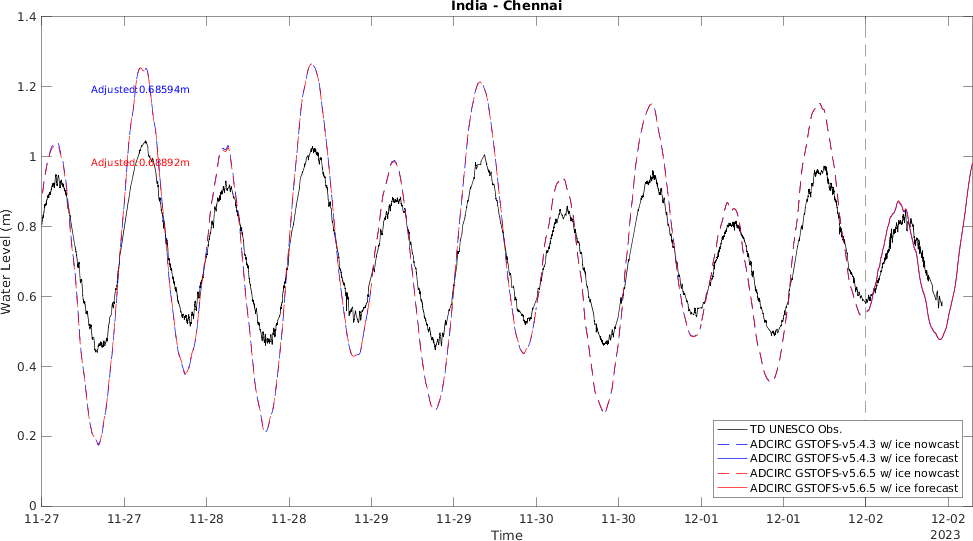 India - Chennai
Water Level (m)
1.4
1.2
1
0.8
0.6
0.4
0.2
0
Adjusted:0.68594m
Adjusted:0.68892m
TD UNESCO Obs.
ADCIRC GSTOFS-v5.4.3 w/ ice nowcast
ADCIRC GSTOFS-v5.4.3 w/ ice forecast
ADCIRC GSTOFS-v5.6.5 w/ ice nowcast
ADCIRC GSTOFS-v5.6.5 w/ ice forecast
11-27 11-27 11-28 11-28 11-29 11-29 11-30 11-30 12-01 12-01 12-02 12-02
2023
Time